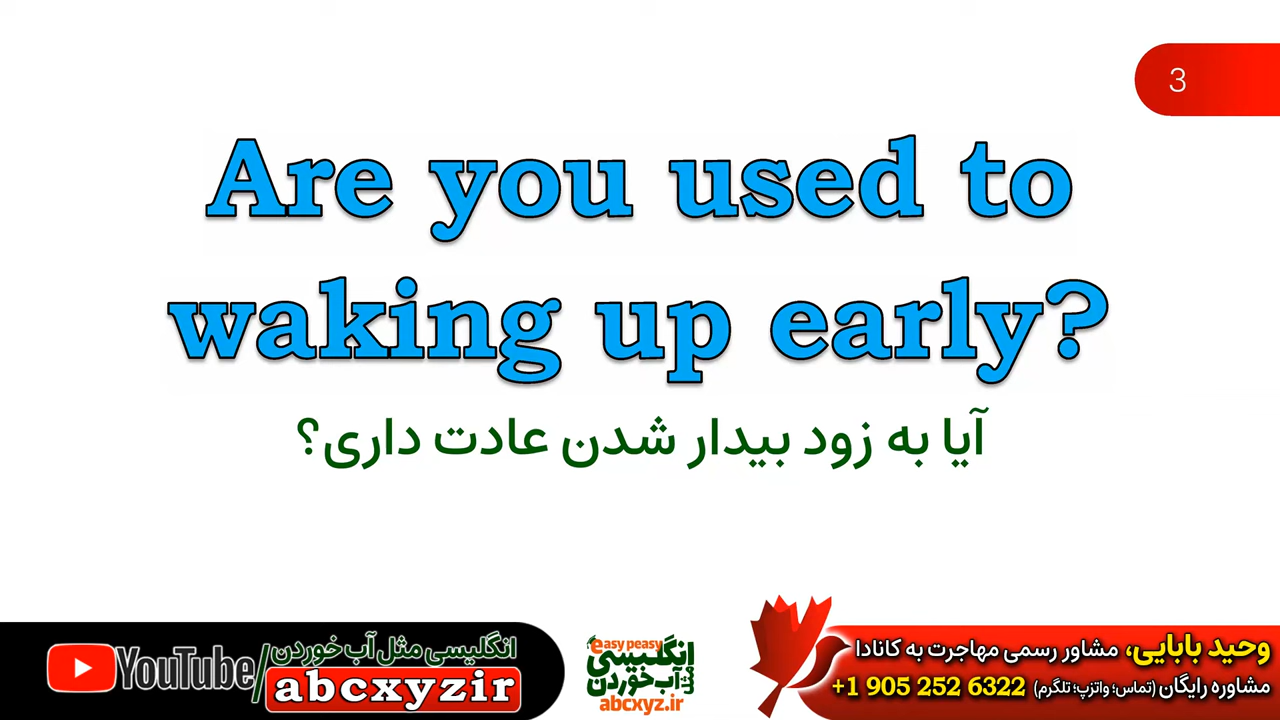 3
Are you used to
waking up early?
آیا به زود بیدار شدن عادت داری؟
YouTube/
انگلیسی مثل آب خوردن
abcxyzir
easy peasy
انگلیسی
مثل
آب خوردن
abcxyz.ir
وحید بابایی، مشاور رسمی مهاجرت به کانادا
مشاوره رایگان (تماس؛ واتزپ؛ تلگرم) +1 905 252 6322